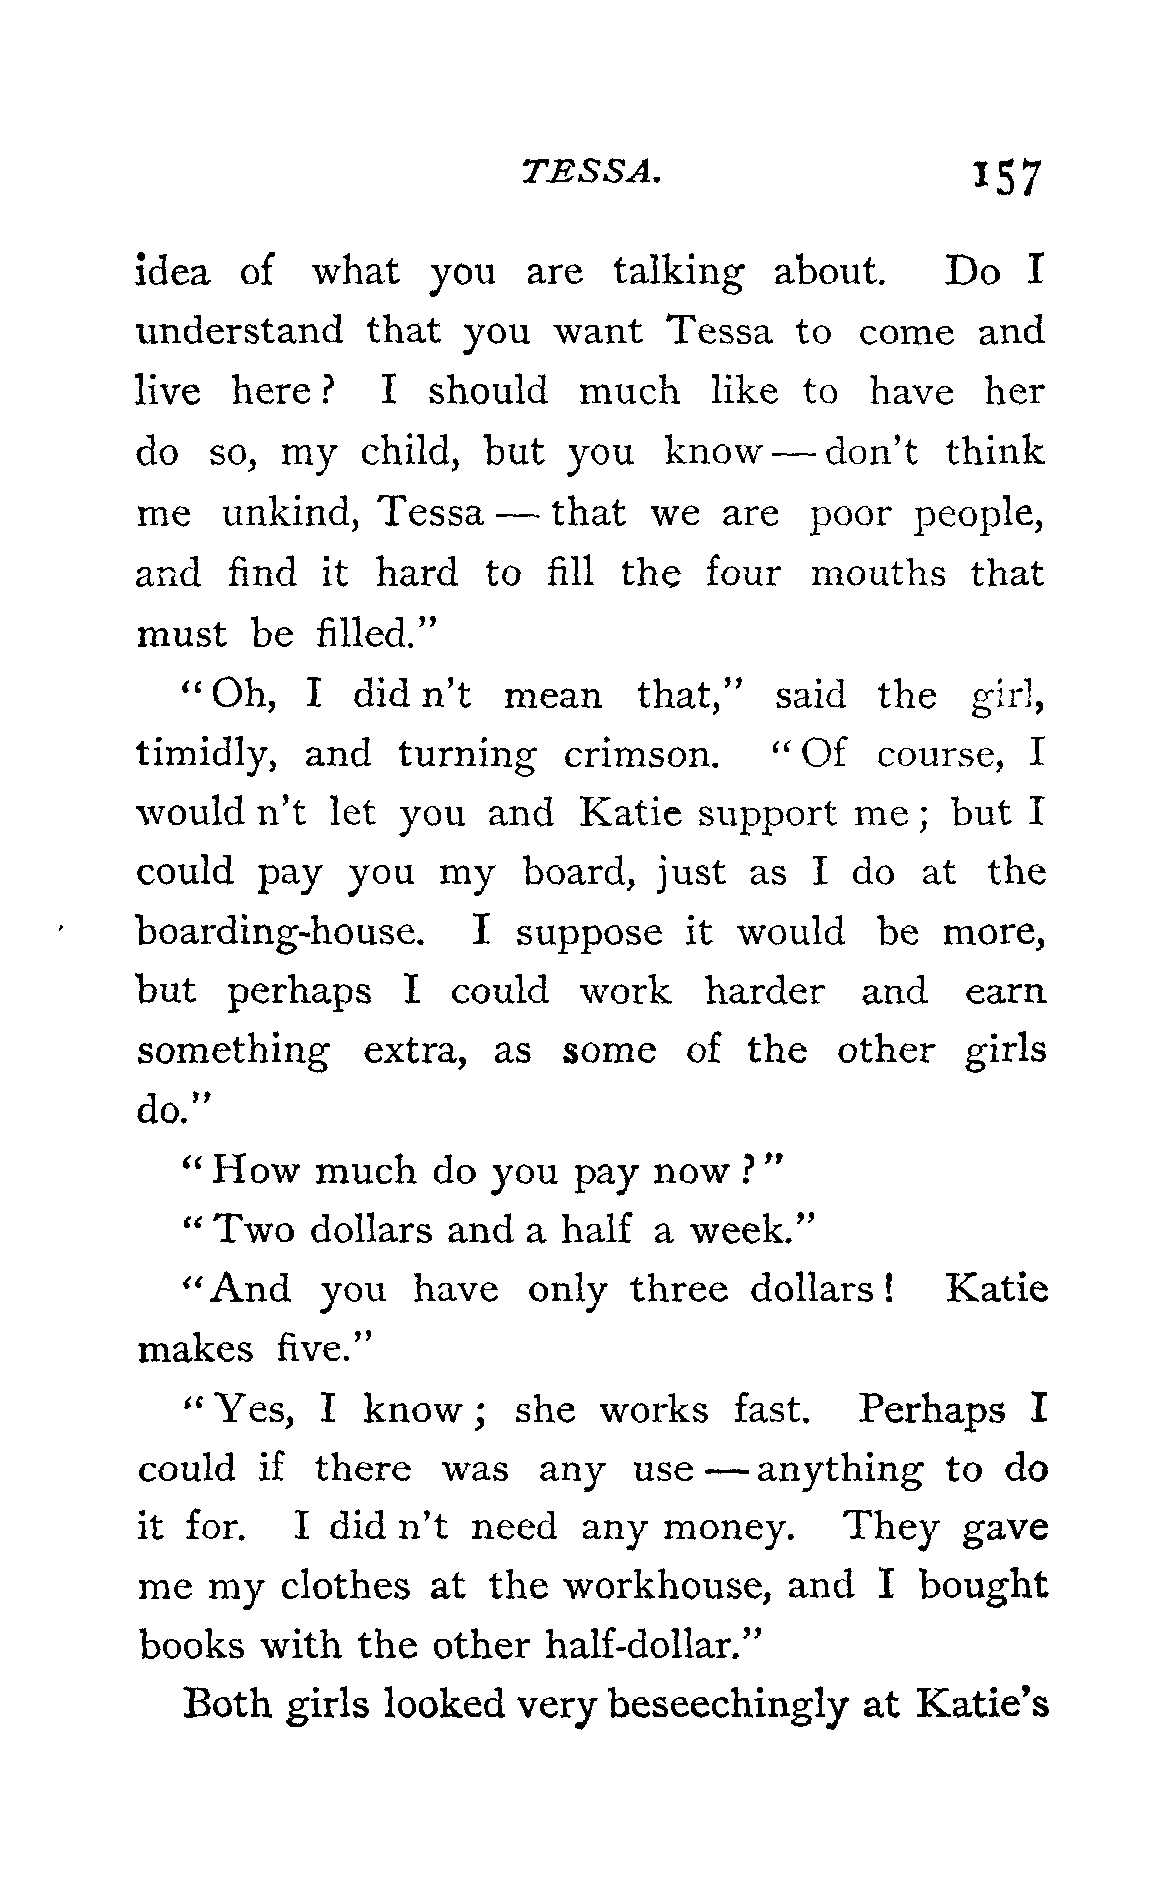 TESSA. 157
idea of what you are talking about. Do I
understand that you want Tessa to come and
live here? I should much like to have her
do so, my child, but you know — don't think
me unkind, Tessa — that we are poor people,
and find it hard to fill the four mouths that
must be filled."
"Oh, I did n't mean that," said the girl,
timidly, and turning crimson. "Of course, I
would n't let you and Katie support me; but I
could pay you my board, just as I do at the
boarding-house. I suppose it would be more,
but perhaps I could work harder and earn
something extra, as some of the other girls
do."
"How much do you pay now?"
"Two dollars and a half a week."
"And you have only three dollars! Katie
makes five."
"Yes, I know; she works fast. Perhaps I
could if there was any use — anything to do
it for. I did n't need any money. They gave
me my clothes at the workhouse, and I bought
books with the other half-dollar."
Both girls looked very beseechingly at Katie's